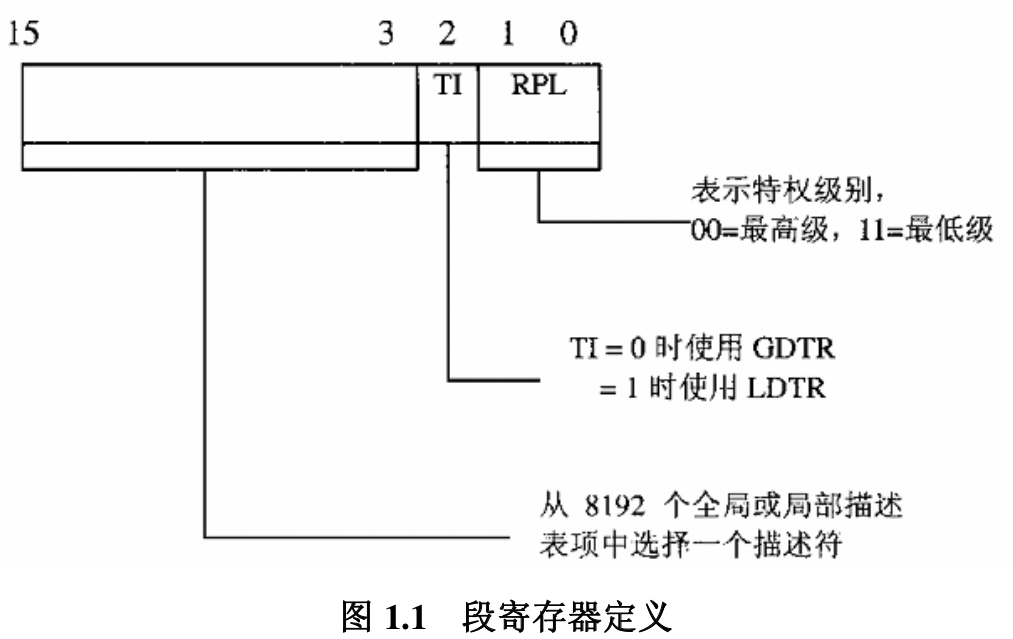 15 3 2 1 0
TI RPL
表示特权级别，
00=最高级，11=最低级
TI = 0 时使用 GDTR
= 1 时使用 LDTR
从 8192 个全局或局部描述
表项中选择一个描述符
图 1.1 段寄存器定义